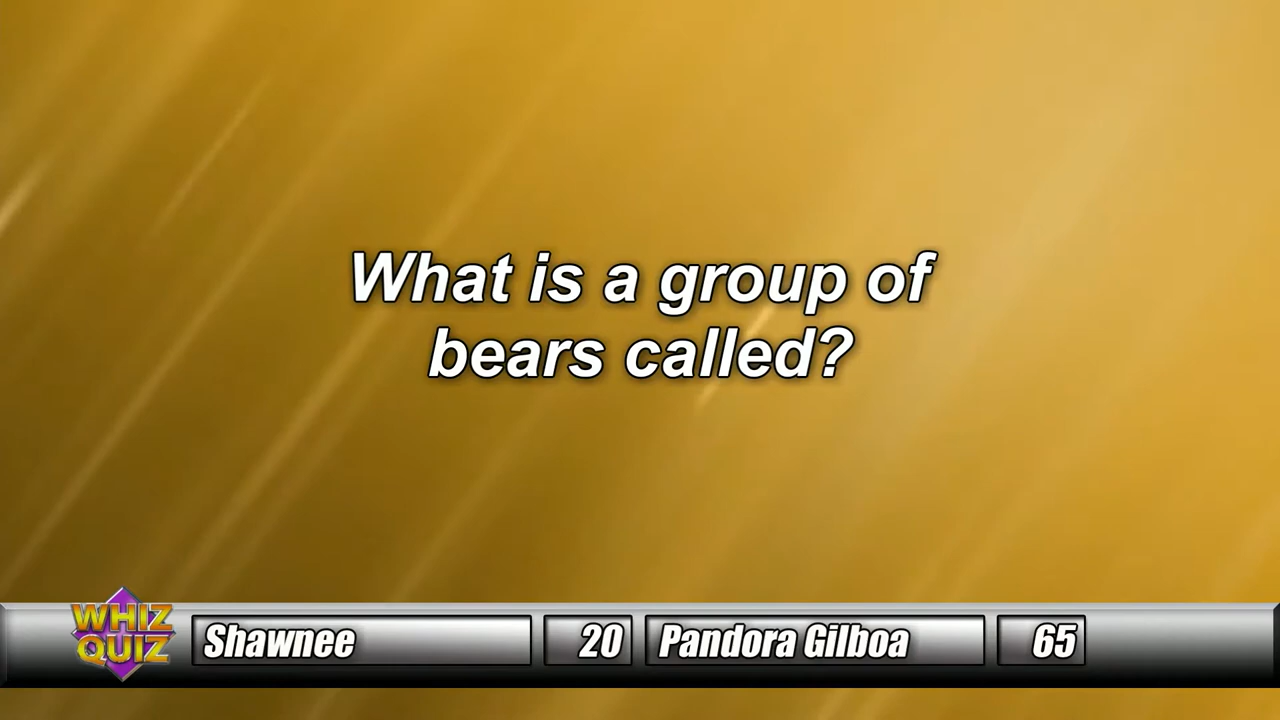 What is a group of
bears called?
WHIZ
QUIZ
Shawnee 20 Pandora Gilboa 65